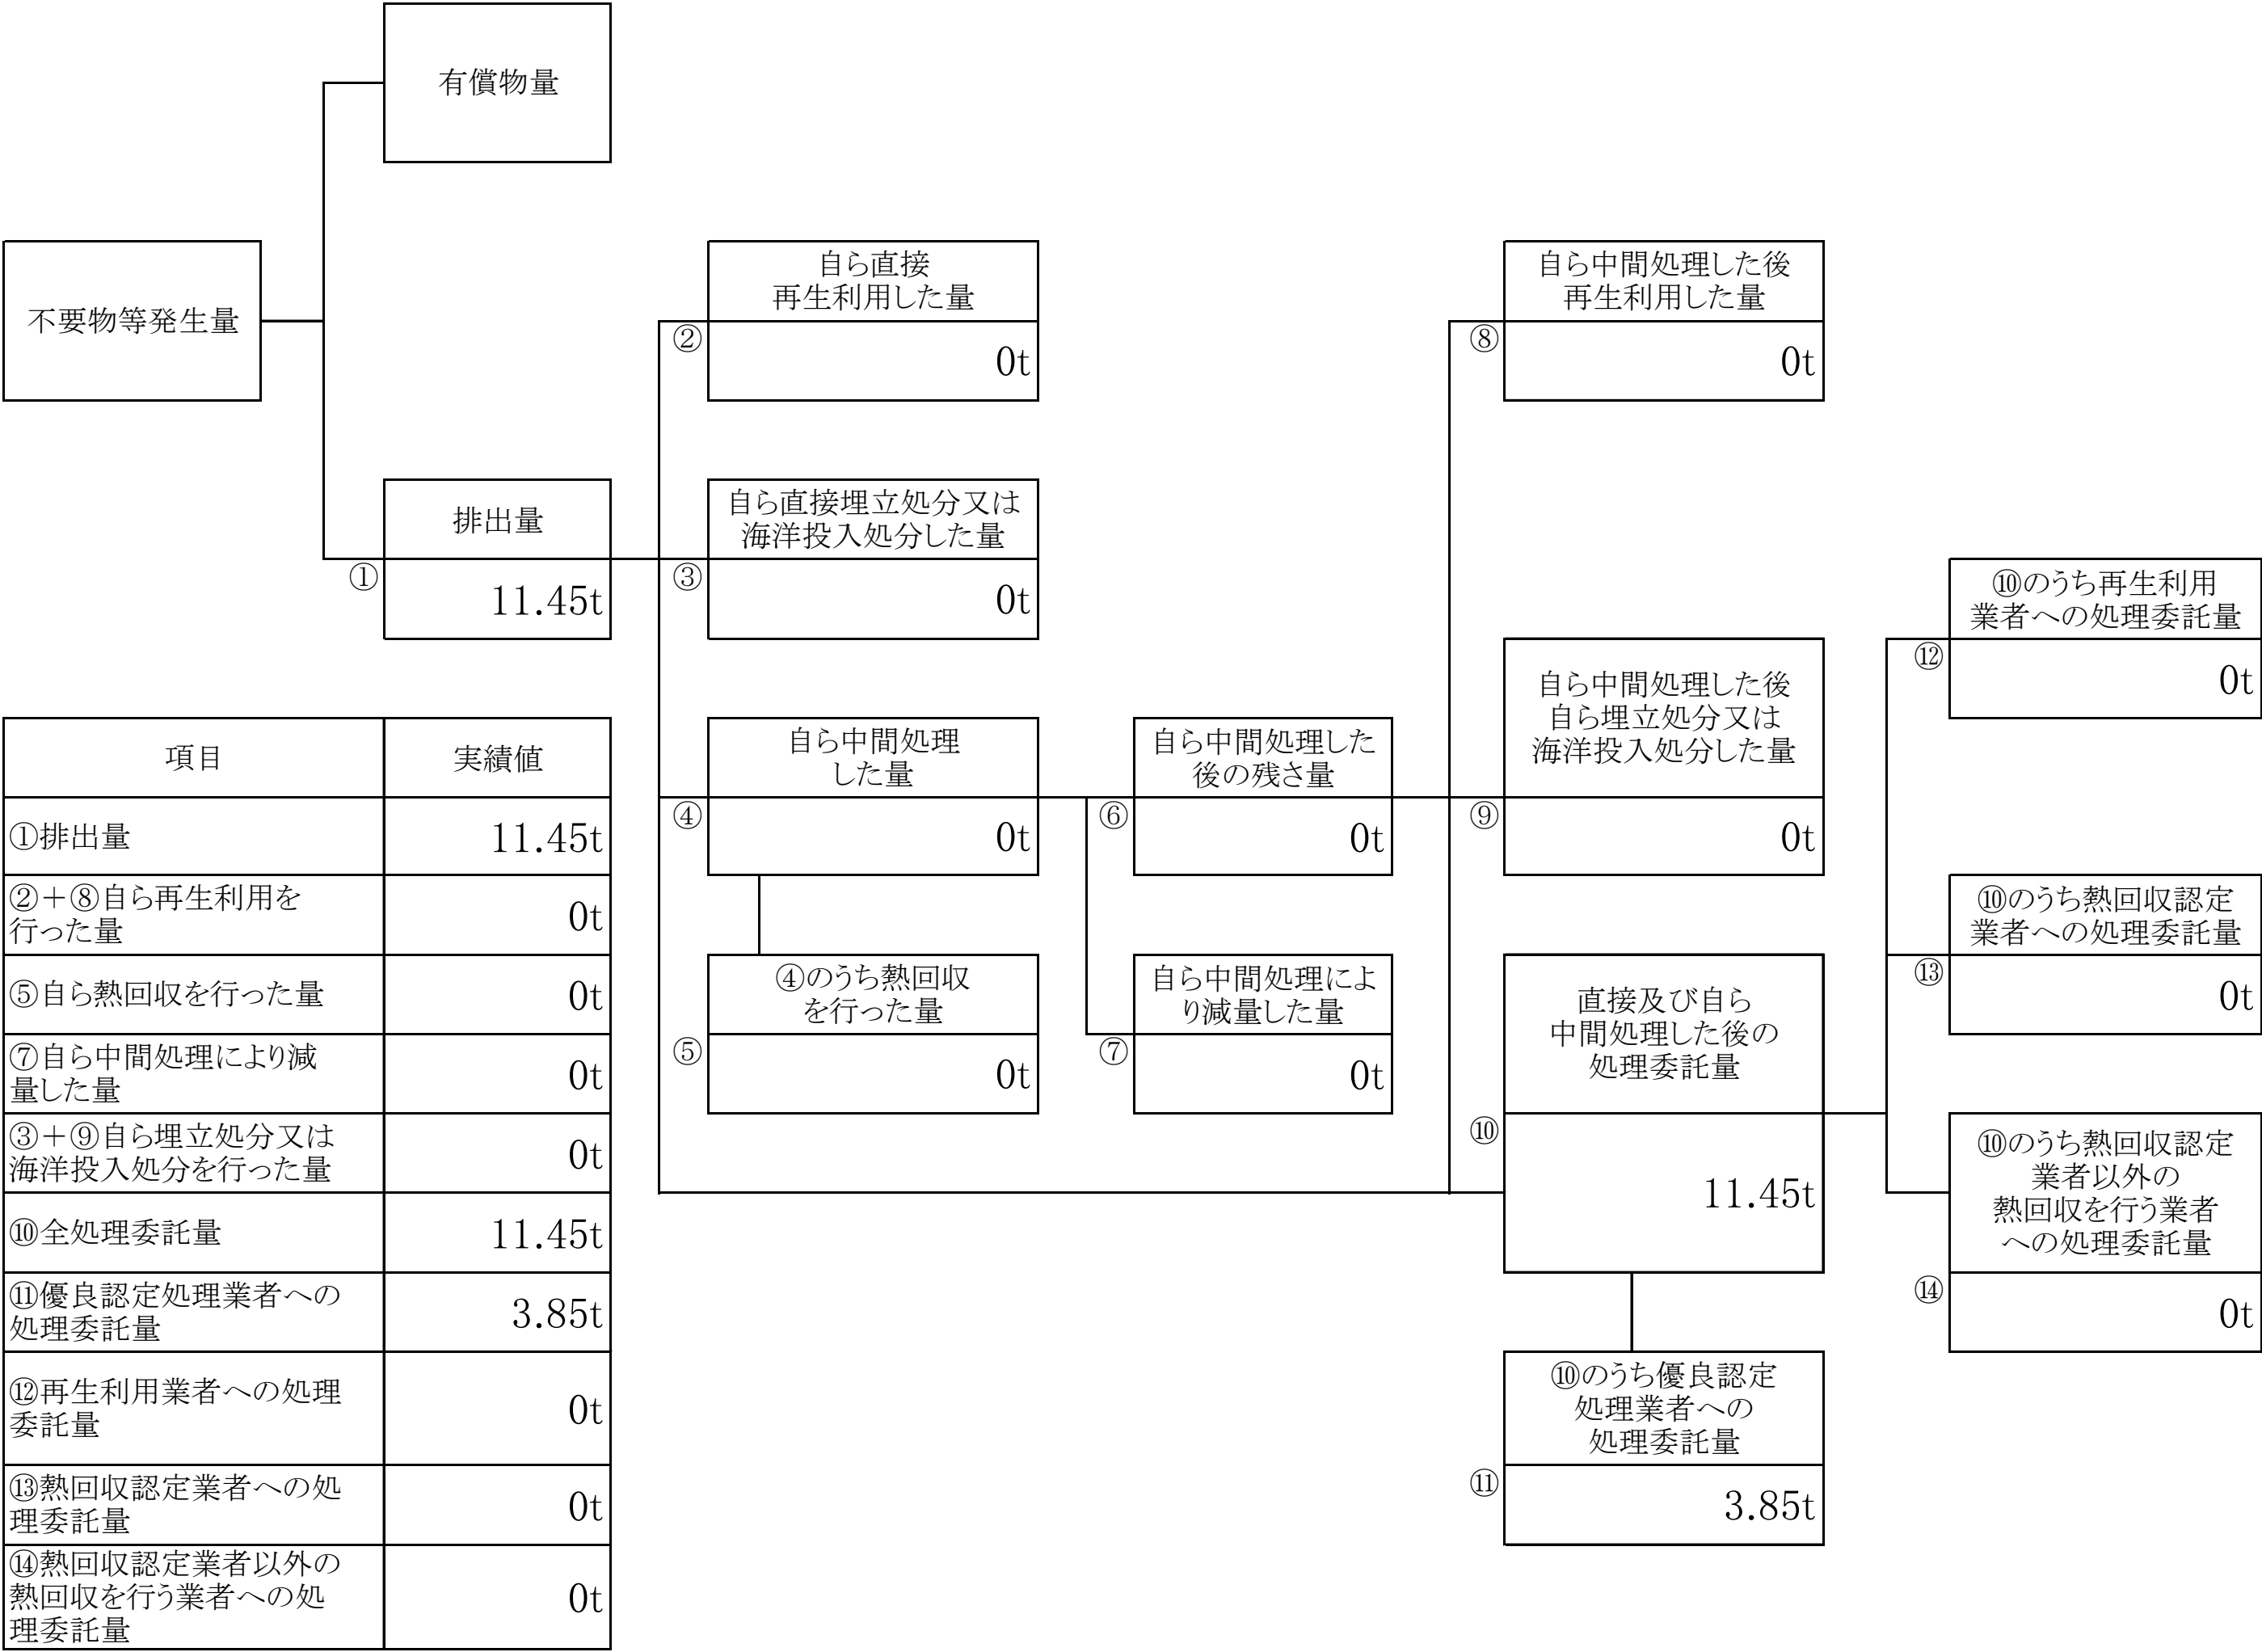 有償物量
不要物等発生量
自ら直接
再生利用した量
②
0t
自ら中間処理した後
再生利用した量
⑧
0t
排出量
①
11.45t
自ら直接埋立処分又は
海洋投入処分した量
③
0t
⑩のうち再生利用
業者への処理委託量
⑫
0t
自ら中間処理
した量
④
0t
自ら中間処理した
後の残さ量
⑥
0t
自ら中間処理した後
自ら埋立処分又は
海洋投入処分した量
⑨
0t
⑩のうち熱回収認定
業者への処理委託量
⑬
0t
④のうち熱回収
を行った量
⑤
0t
自ら中間処理によ
り減量した量
⑦
0t
直接及び自ら
中間処理した後の
処理委託量
⑩
11.45t
⑩のうち熱回収認定
業者以外の
熱回収を行う業者
への処理委託量
⑭
0t
⑩のうち優良認定
処理業者への
処理委託量
⑪
3.85t
項目 実績値
①排出量 11.45t
②＋⑧自ら再生利用を
行った量 0t
⑤自ら熱回収を行った量 0t
⑦自ら中間処理により減
量した量 0t
③＋⑨自ら埋立処分又は
海洋投入処分を行った量 0t
⑩全処理委託量 11.45t
⑪優良認定処理業者への
処理委託量 3.85t
⑫再生利用業者への処理
委託量 0t
⑬熱回収認定業者への処
理委託量 0t
⑭熱回収認定業者以外の
熱回収を行う業者への処
理委託量 0t